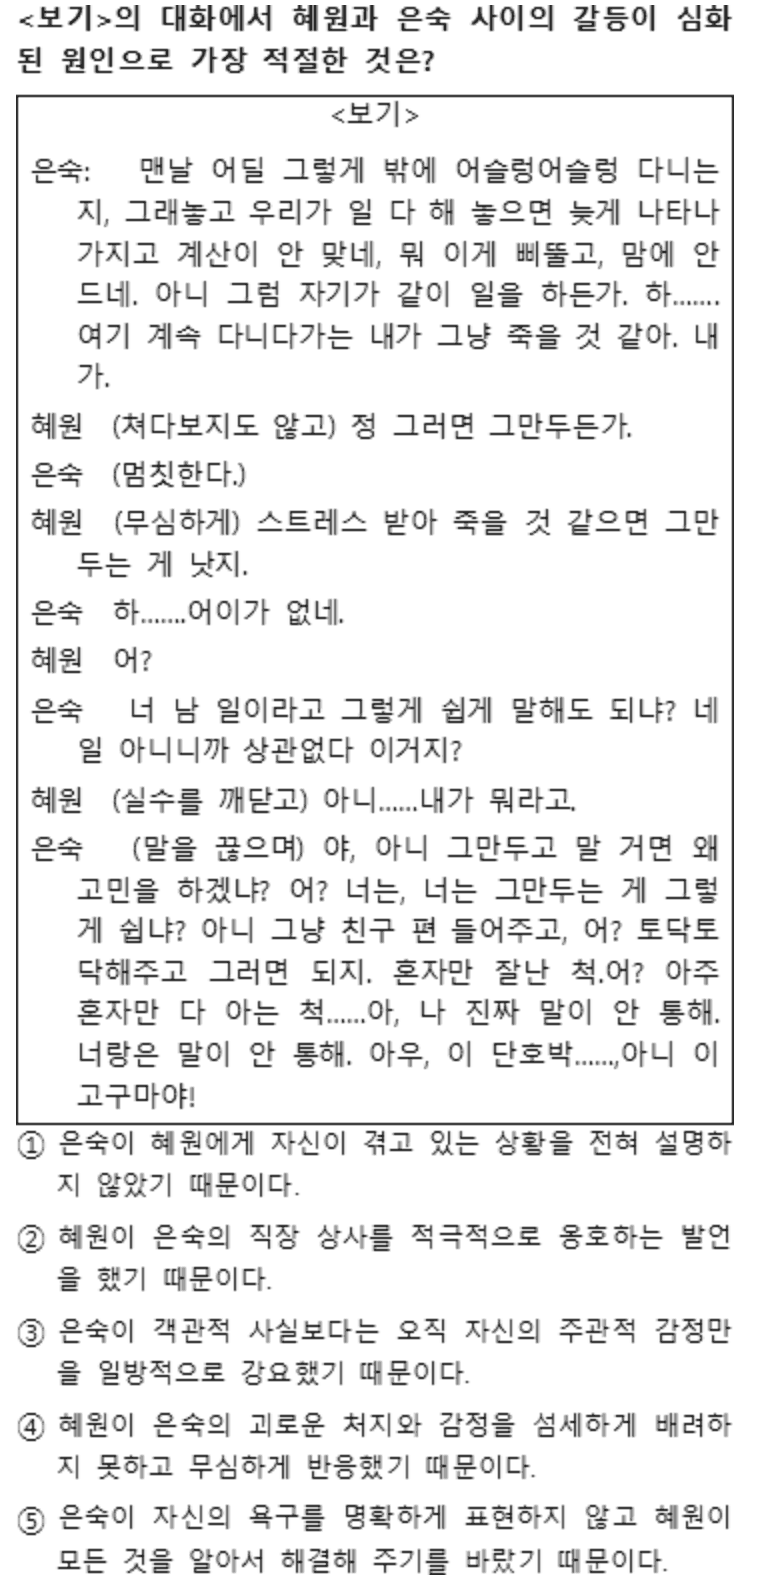 <보기>의 대화에서 혜원과 은숙 사이의 갈등이 심화
된 원인으로 가장 적절한 것은?
<보기>
은숙: 맨날 어딜 그렇게 밖에 어슬렁어슬렁 다니는
지, 그래놓고 우리가 일 다 해 놓으면 늦게 나타나
가지고 계산이 안 맞네, 뭐 이게 삐뚤고, 맘에 안
드네. 아니 그럼 자기가 같이 일을 하든가. 하…….
여기 계속 다니다가는 내가 그냥 죽을 것 같아. 내
가.
혜원 (쳐다보지도 않고) 정 그러면 그만두든가.
은숙 (멈칫한다.)
혜원 (무심하게) 스트레스 받아 죽을 것 같으면 그만
두는 게 낫지.
은숙 하…….어이가 없네.
혜원 어?
은숙 너 남 일이라고 그렇게 쉽게 말해도 되냐? 네
일 아니니까 상관없다 이거지?
혜원 (실수를 깨닫고) 아니……내가 뭐라고.
은숙 (말을 끊으며) 야, 아니 그만두고 말 거면 왜
고민을 하겠냐? 어? 너는, 너는 그만두는 게 그렇
게 쉽냐? 아니 그냥 친구 편 들어주고, 어? 토닥토
닥해주고 그러면 되지. 혼자만 잘난 척.어? 아주
혼자만 다 아는 척……아, 나 진짜 말이 안 통해.
너랑은 말이 안 통해. 아우, 이 단호박……,아니 이
고구마야!
① 은숙이 혜원에게 자신이 겪고 있는 상황을 전혀 설명하
지 않았기 때문이다.
② 혜원이 은숙의 직장 상사를 적극적으로 옹호하는 발언
을 했기 때문이다.
③ 은숙이 객관적 사실보다는 오직 자신의 주관적 감정만
을 일방적으로 강요했기 때문이다.
④ 혜원이 은숙의 괴로운 처지와 감정을 섬세하게 배려하
지 못하고 무심하게 반응했기 때문이다.
⑤ 은숙이 자신의 욕구를 명확하게 표현하지 않고 혜원이
모든 것을 알아서 해결해 주기를 바랐기 때문이다.